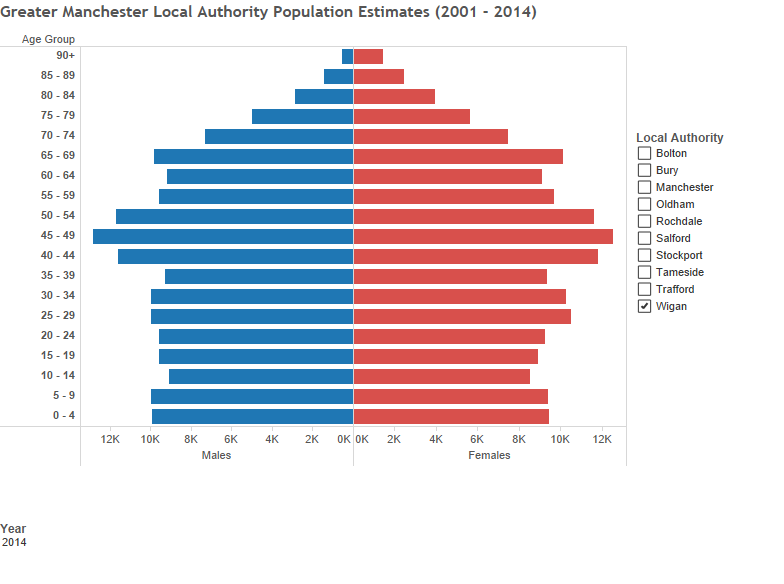 Greater Manchester Local Authority Population Estimates (2001 - 2014)
Age Group
90+
85 - 89
80 - 84
75 - 79
70 - 74
65 - 69
60 - 64
55 - 59
50 - 54
45 - 49
40 - 44
35 - 39
30 - 34
25 - 29
20 - 24
15 - 19
10 - 14
5 - 9
0 - 4
12K 10K 8K 6K 4K 2K 0K 0K 2K 4K 6K 8K 10K 12K
Males Females
Local Authority
Bolton
Bury
Manchester
Oldham
Rochdale
Salford
Stockport
Tameside
Trafford
Wigan
Year
2014